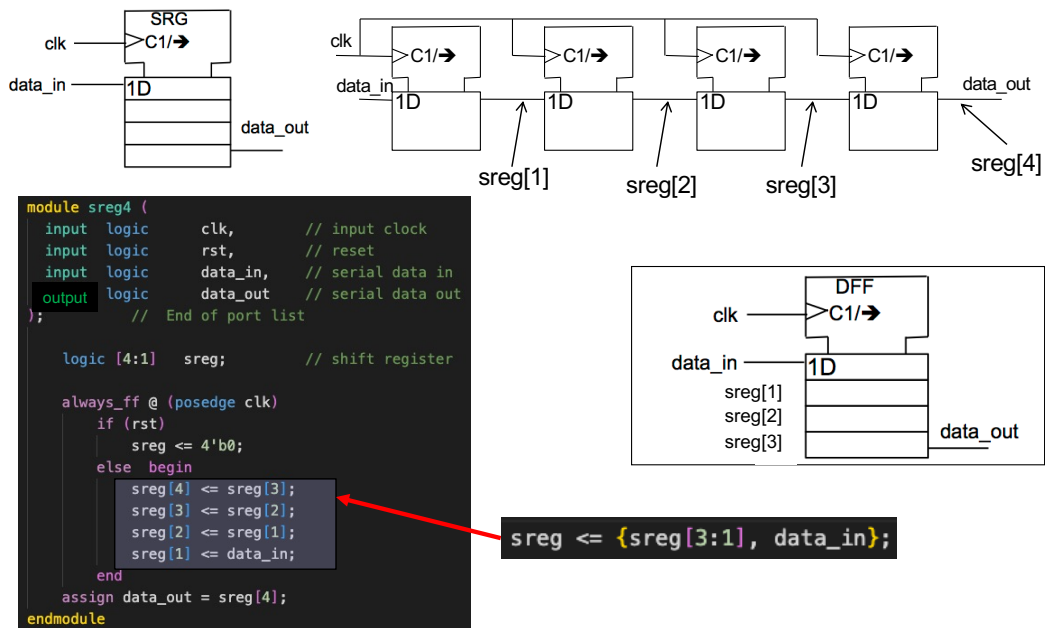 SRG
clk
C1/➔
data_in
1D
data_out
clk
C1/➔
C1/➔
C1/➔
C1/➔
data_in
1D
1D
1D
1D
data_out
sreg[1]
sreg[2]
sreg[3]
sreg[4]
module sreg4 (
input logic clk, // input clock
input logic rst, // reset
input logic data_in, // serial data in
output logic data_out // serial data out
); // End of port list
logic [4:1] sreg; // shift register
always_ff @ (posedge clk)
if (rst)
sreg <= 4'b0;
else begin
sreg[4] <= sreg[3];
sreg[3] <= sreg[2];
sreg[2] <= sreg[1];
sreg[1] <= data_in;
end
assign data_out = sreg[4];
endmodule
DFF
clk
C1/➔
data_in
1D
sreg[1]
sreg[2]
sreg[3]
data_out
sreg <= {sreg[3:1], data_in};